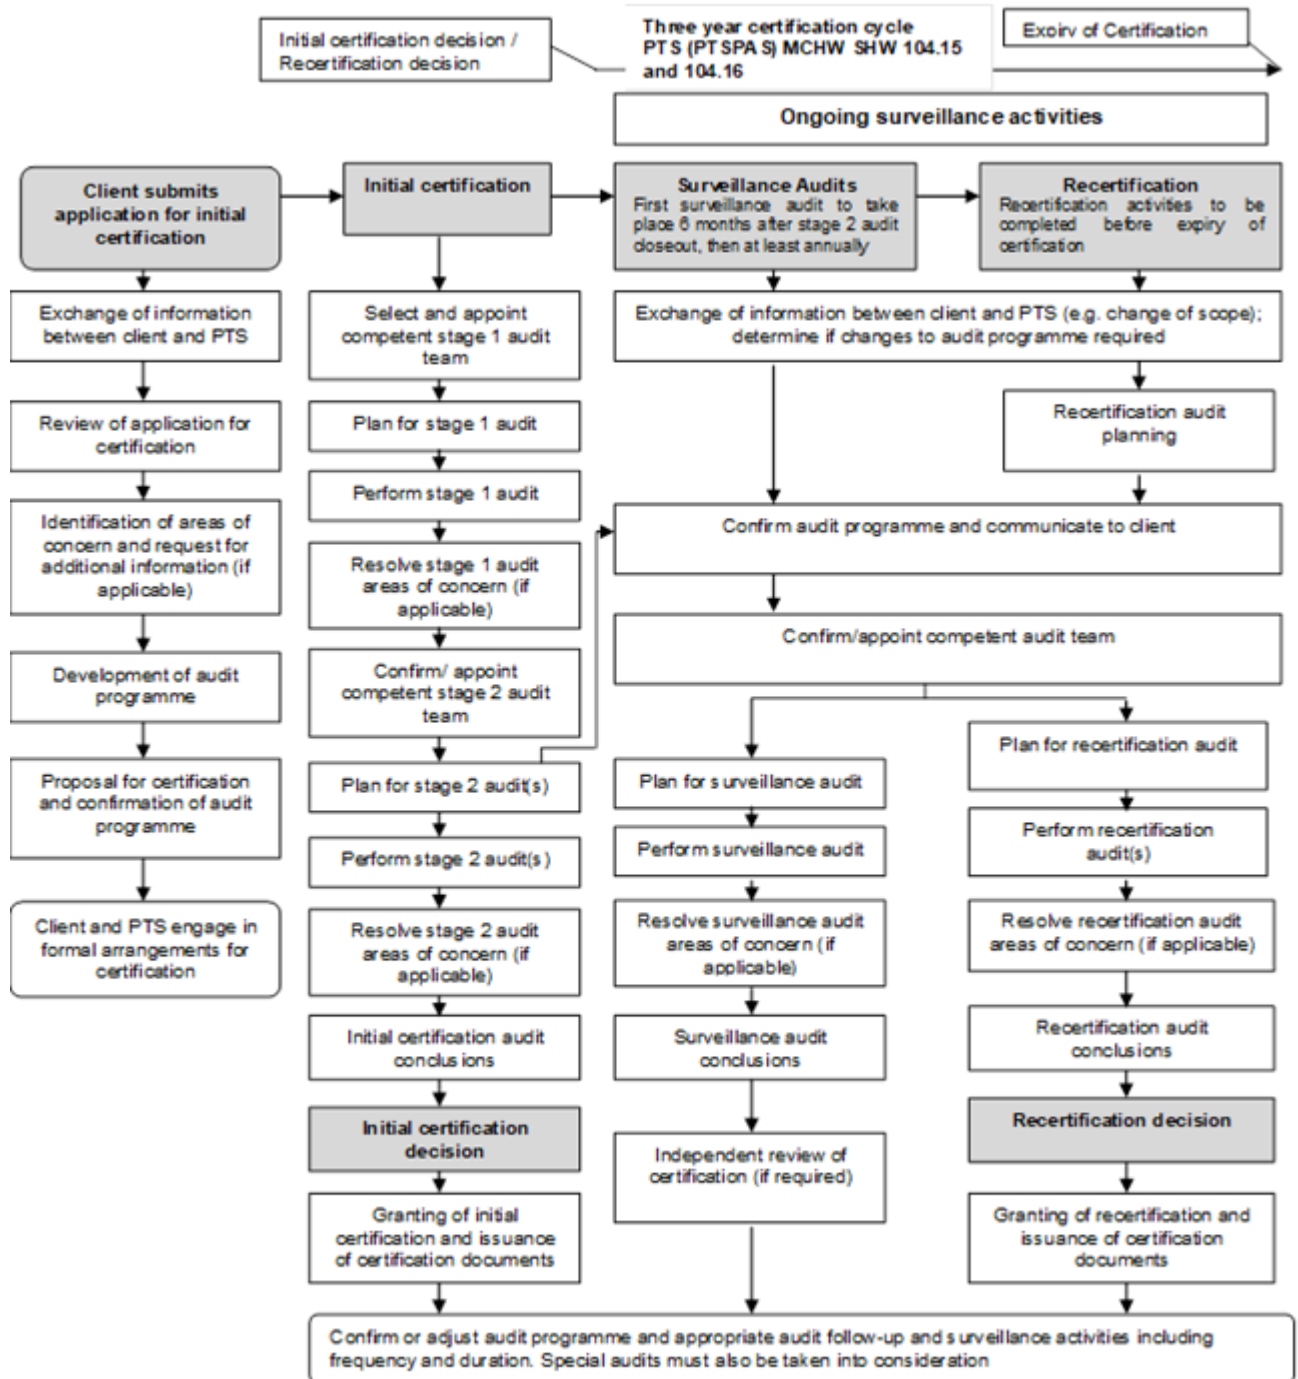 Initial certification decision /
Recertification decision
Three year certification cycle
PTS (PTSPAS) MCHW SHW 104.15
and 104.16
Expiry of Certification
Ongoing surveillance activities
Client submits
application for initial
certification
Initial certification
Surveillance Audits
First surveillance audit to take
place 6 months after stage 2 audit
closeout, then at least annually
Recertification
Recertification activities to be
completed before expiry of
certification
Exchange of information
between client and PTS
Review of application for
certification
Identification of areas of
concern and request for
additional information (if
applicable)
Development of audit
programme
Proposal for certification
and confirmation of audit
programme
Client and PTS engage in
formal arrangements for
certification
Select and appoint
competent stage 1 audit
team
Plan for stage 1 audit
Perform stage 1 audit
Resolve stage 1 audit
areas of concern (if
applicable)
Confirm/ appoint
competent stage 2 audit
team
Plan for stage 2 audit(s)
Perform stage 2 audit(s)
Resolve stage 2 audit
areas of concern (if
applicable)
Initial certification audit
conclusions
Initial certification
decision
Granting of initial
certification and issuance
of certification documents
Exchange of information between client and PTS (e.g. change of scope);
determine if changes to audit programme required
Recertification audit
planning
Confirm audit programme and communicate to client
Confirm/appoint competent audit team
Plan for surveillance audit
Perform surveillance audit
Resolve surveillance audit
areas of concern (if
applicable)
Surveillance audit
conclusions
Independent review of
certification (if required)
Plan for recertification audit
Perform recertification
audit(s)
Resolve recertification audit
areas of concern (if applicable)
Recertification audit
conclusions
Recertification decision
Granting of recertification and
issuance of certification
documents
Confirm or adjust audit programme and appropriate audit follow-up and surveillance activities including
frequency and duration. Special audits must also be taken into consideration